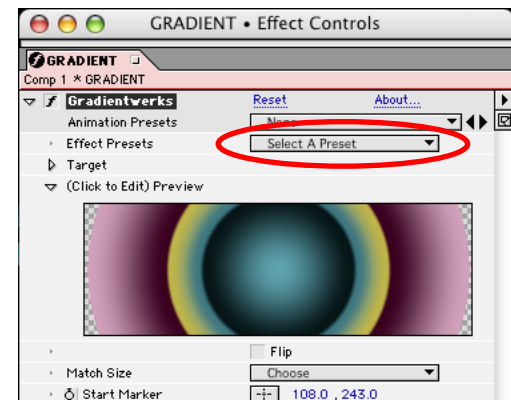 GRADIENT • Effect Controls
GRADIENT
Comp 1 * GRADIENT
Gradientwerks Reset About...
Animation Presets None
Effect Presets Select A Preset
Target
(Click to Edit) Preview
Flip
Match Size Choose
Start Marker 108.0 , 243.0